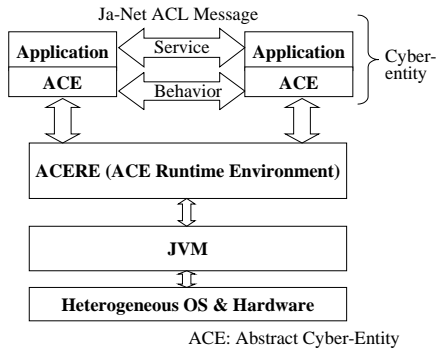 Ja-Net ACL Message
Application
Service
Application
Cyber-
entity
ACE
Behavior
ACE
ACERE (ACE Runtime Environment)
JVM
Heterogeneous OS & Hardware
ACE: Abstract Cyber-Entity